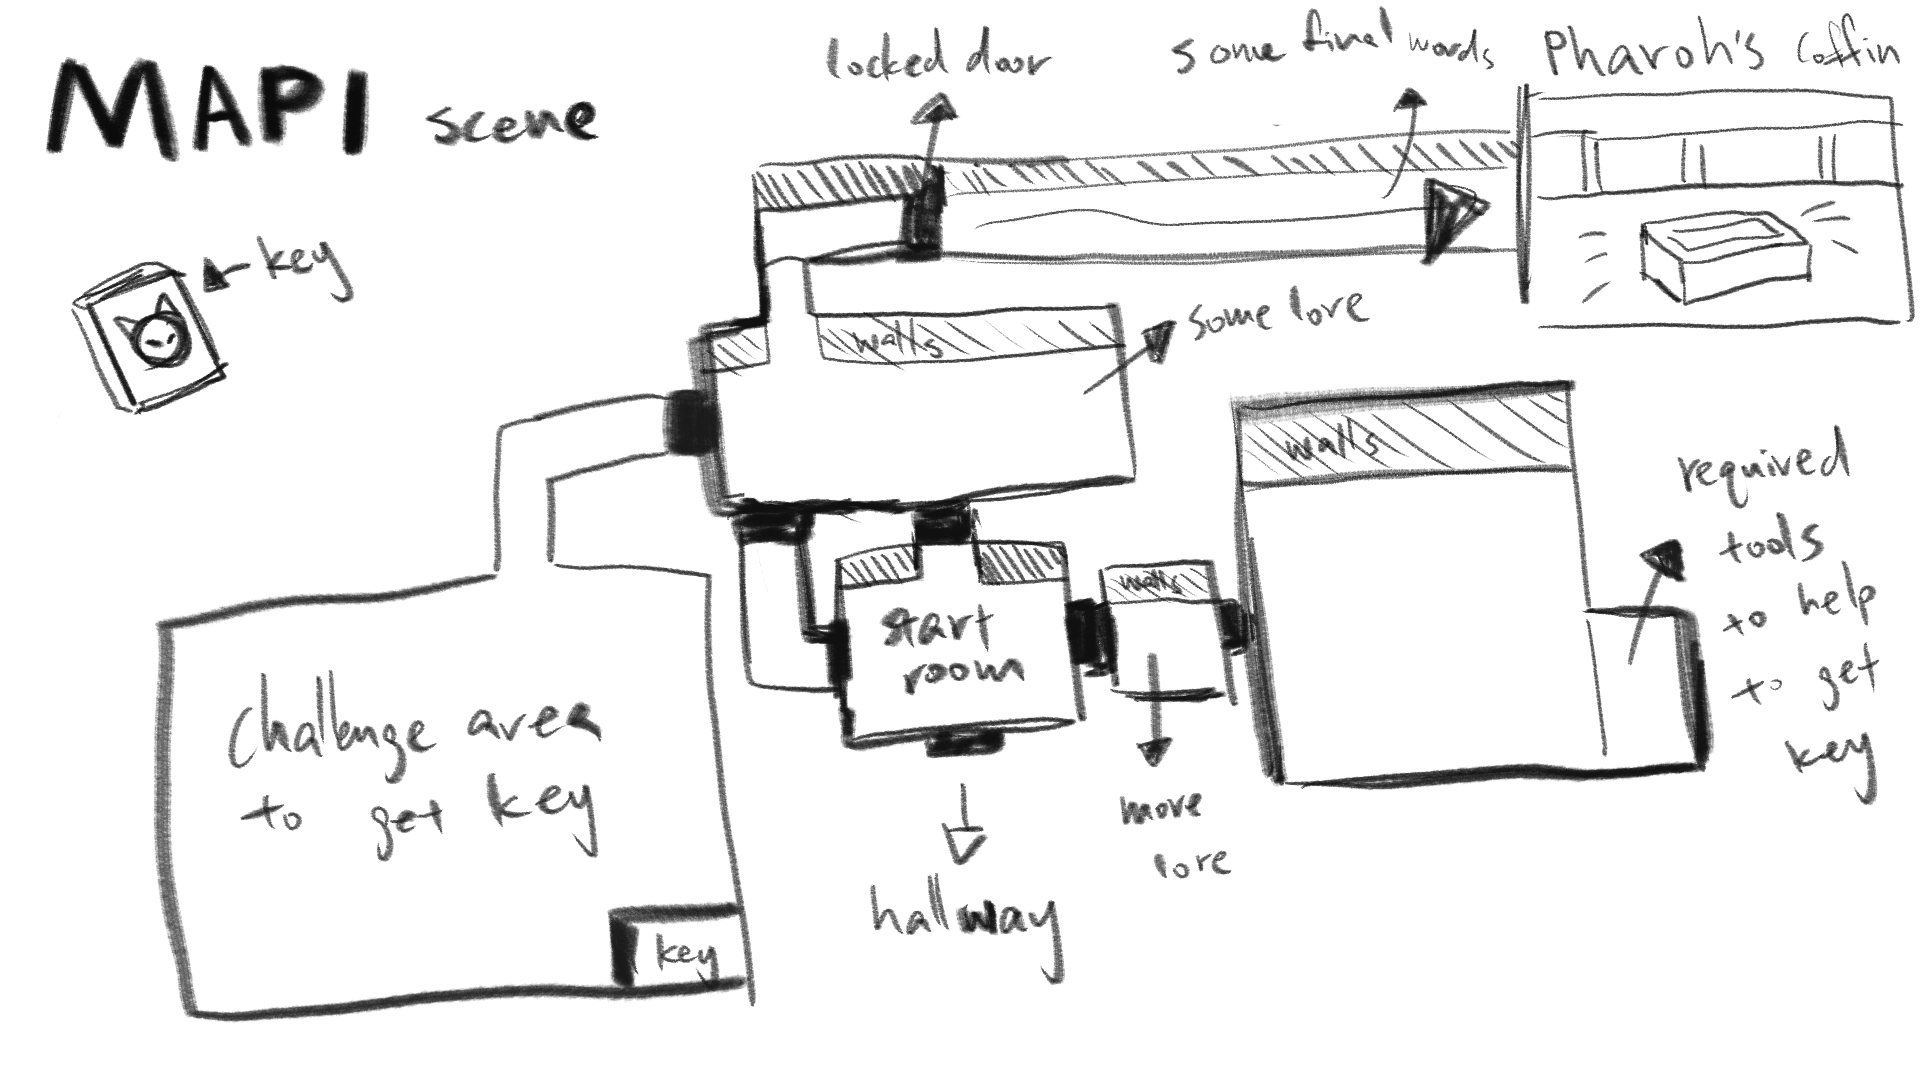 MAPI scene
locked door
some final words
Pharoh's coffin
key
walls
some lore
walls
required
tools
to help
to get
key
walls
start
room
more
lore
challenge area
to get key
key
hallway